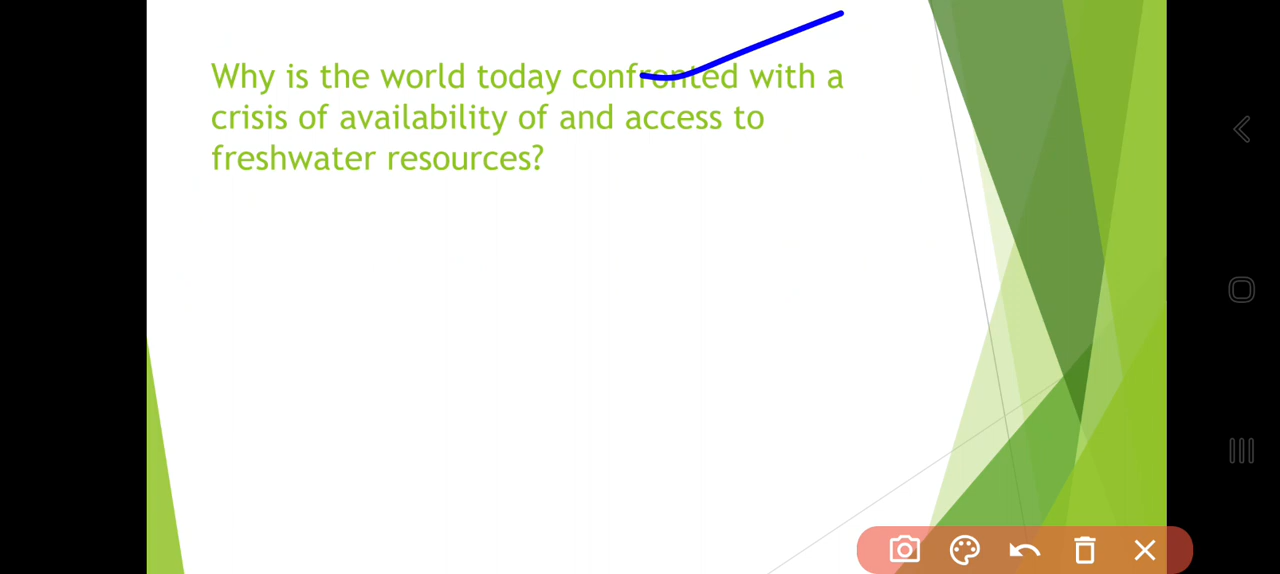 Why is the world today confronted with a
crisis of availability of and access to
freshwater resources?